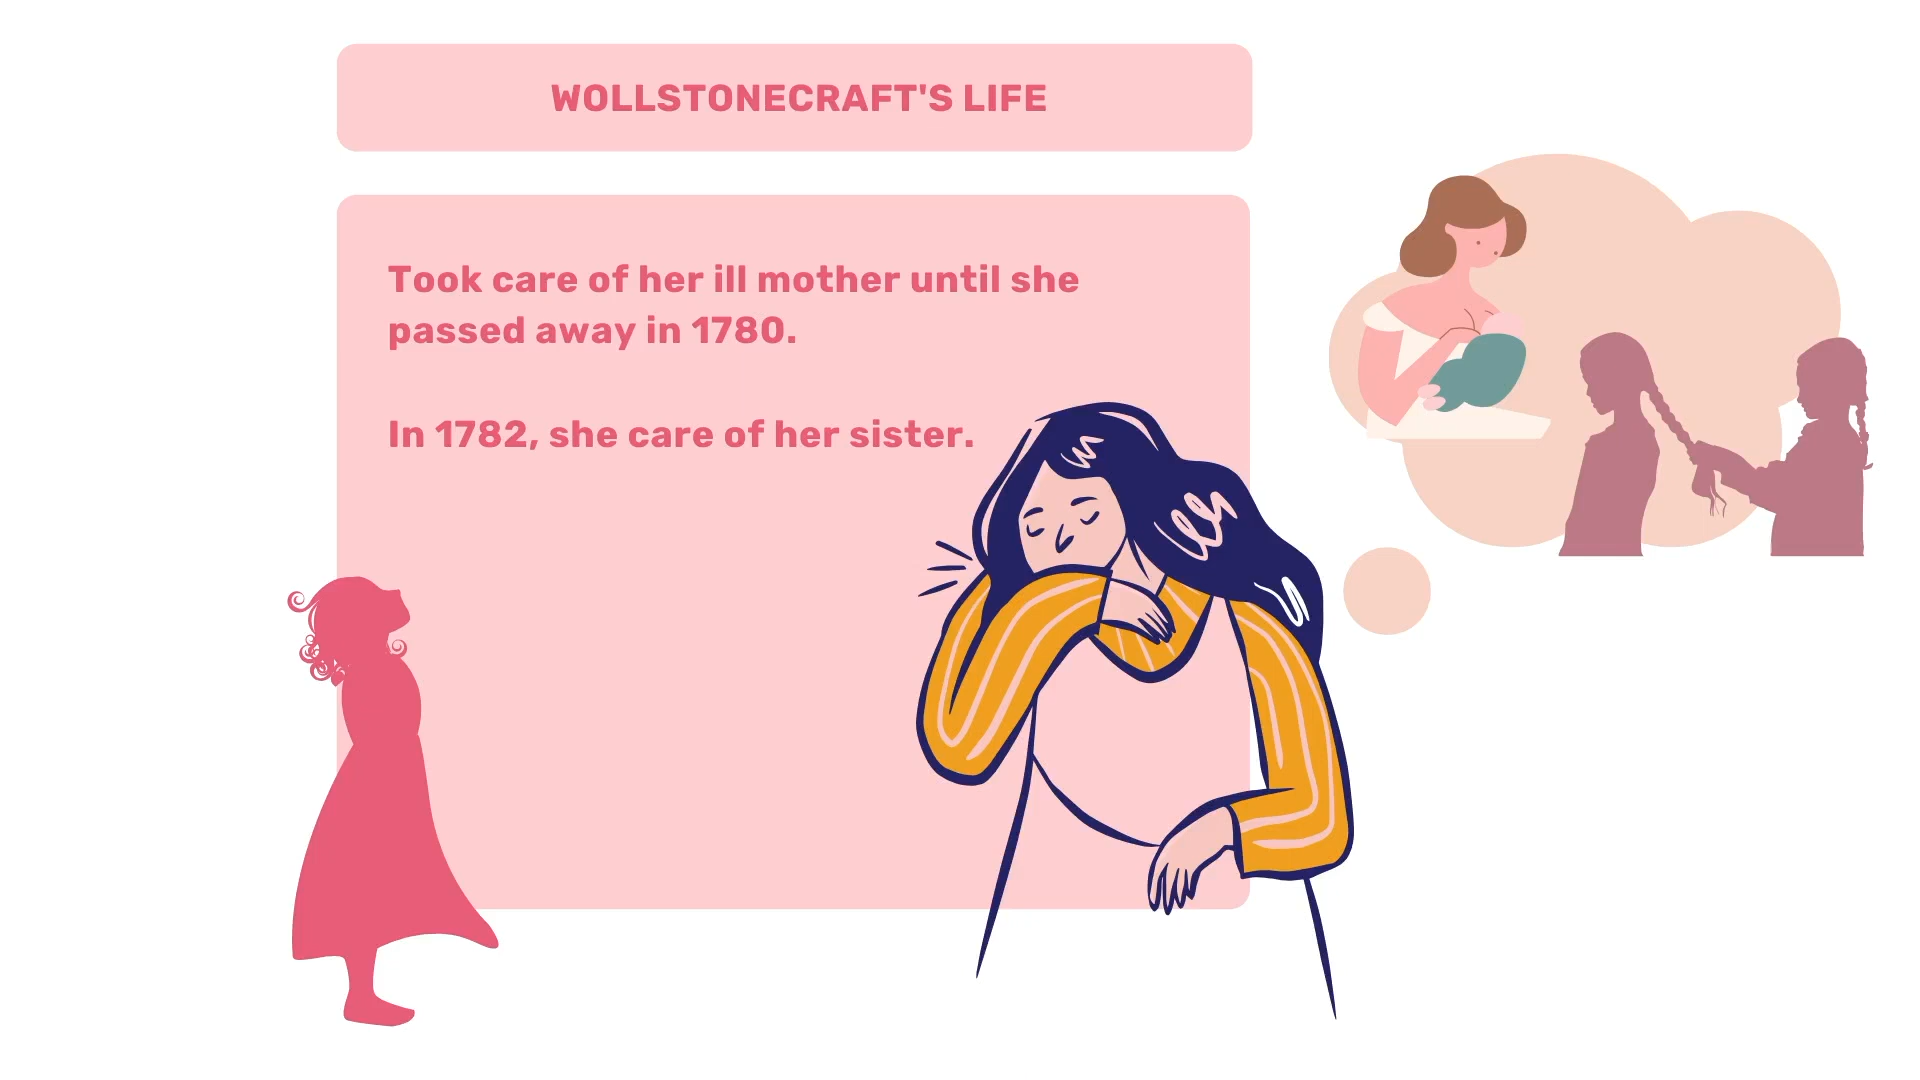 WOLLSTONECRAFT'S LIFE
Took care of her ill mother until she
passed away in 1780.
In 1782, she care of her sister.